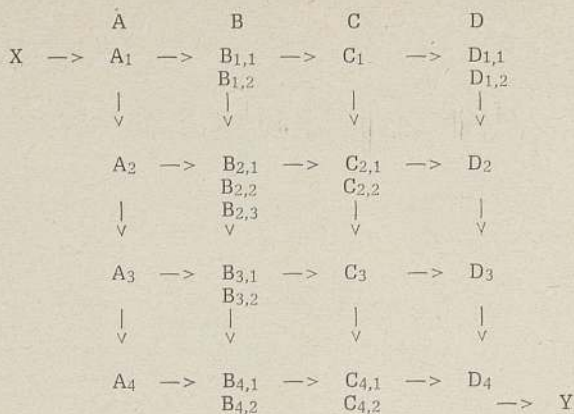 A B C D
X —> A1 —> B1,1 —> C1 —> D1,1
B1,2 D1,2
A2 —> B2,1 —> C2,1 —> D2
B2,2 C2,2
B2,3
A3 —> B3,1 —> C3 —> D3
B3,2
A4 —> B4,1 —> C4,1 —> D4
B4,2 C4,2 —> Y